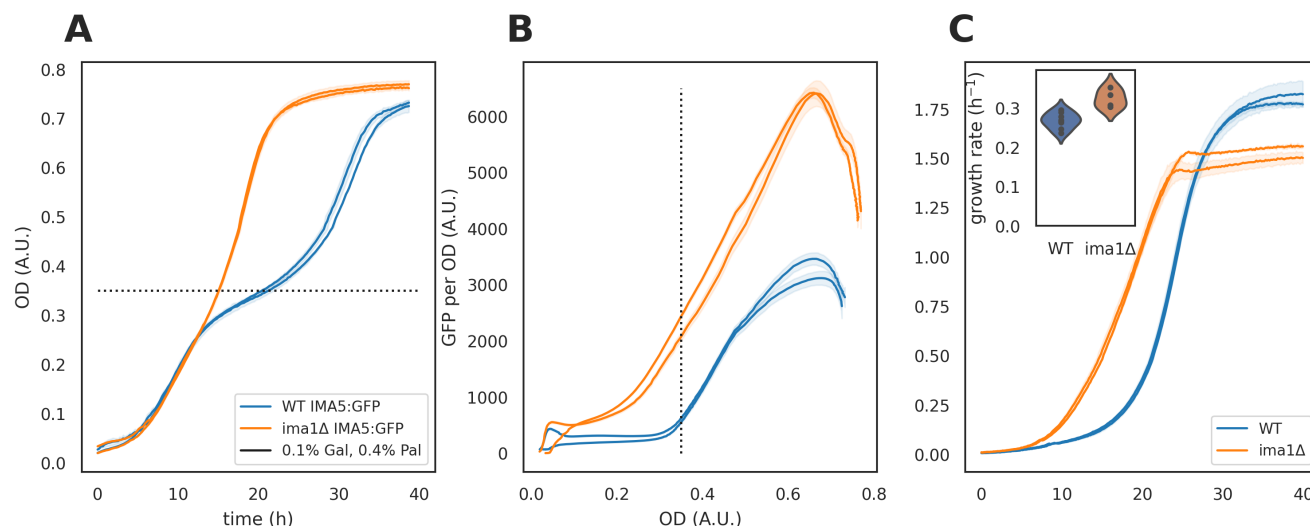 A
0.8
0.7
0.6
0.5
0.4
0.3
0.2
0.1
0.0
OD (A.U.)
WT IMA5:GFP
ima1Δ IMA5:GFP
0.1% Gal, 0.4% Pal
0 10 20 30 40
time (h)
B
6000
5000
4000
3000
2000
1000
0
GFP per OD (A.U.)
0.0 0.2 0.4 0.6 0.8
OD (A.U.)
C
1.75
1.50
1.25
1.00
0.75
0.50
0.25
0.00
growth rate (h⁻¹)
0.3
0.2
0.1
0.0
WT ima1Δ
WT
ima1Δ
0 10 20 30 40